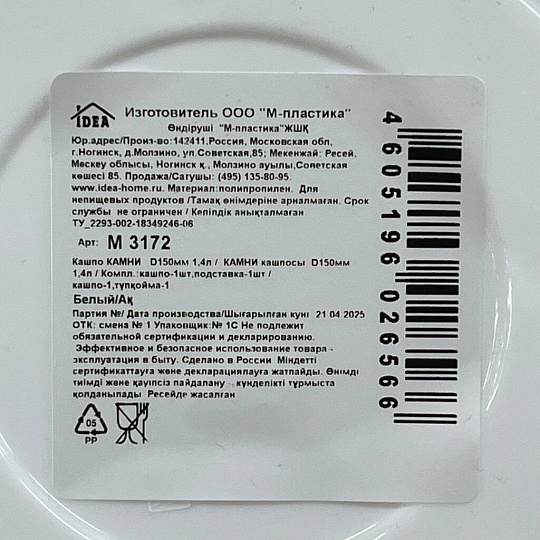 IDEA
Изготовитель ООО "М-пластика"
Өндіруші "М-пластика"ЖШҚ
Юр.адрес/Произ-во:142411,Россия, Московская обл,
г.Ногинск, д.Молзино, ул.Советская,85; Мекенжай: Ресей,
Мәскеу облысы, Ногинск қ., Молзино ауылы,Советская
көшесі 85. Продажа/Сагушы: (495) 135-80-95.
www.idea-home.ru. Материал:полипропилен. Для
непищевых продуктов /Тамақ өнімдеріне арналмаған. Срок
службы не ограничен / Кепілдік анықталмаған
ТУ_2293-002-18349246-06
Арт: М 3172
Кашпо КАМНИ D150мм 1,4л / КАМНИ кашпосы D150мм
1,4л / Компл.:кашпо-1шт,подставка-1шт /
кашпо-1,түпқойма-1
Белый/Ақ
Партия №/ Дата производства/Шығарылған күні 21 04 2025
ОТК: смена № 1 Упаковщик:№ 1С Не подлежит
обязательной сертификации и декларированию.
Эффективное и безопасное использование товара -
эксплуатация в быту. Сделано в России Міндетті
сертификаттауға және декларациялауға жатпайды. Өнімді
тиімді және қауіпсіз пайдалану - күнделікті тұрмыста
қолданыпады Ресейде жасалған
05
PP
4 605196 026566